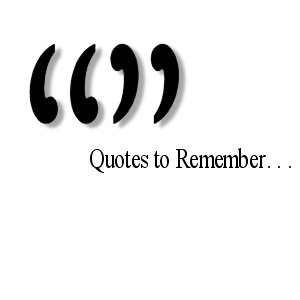 ““””
Quotes to Remember. . .